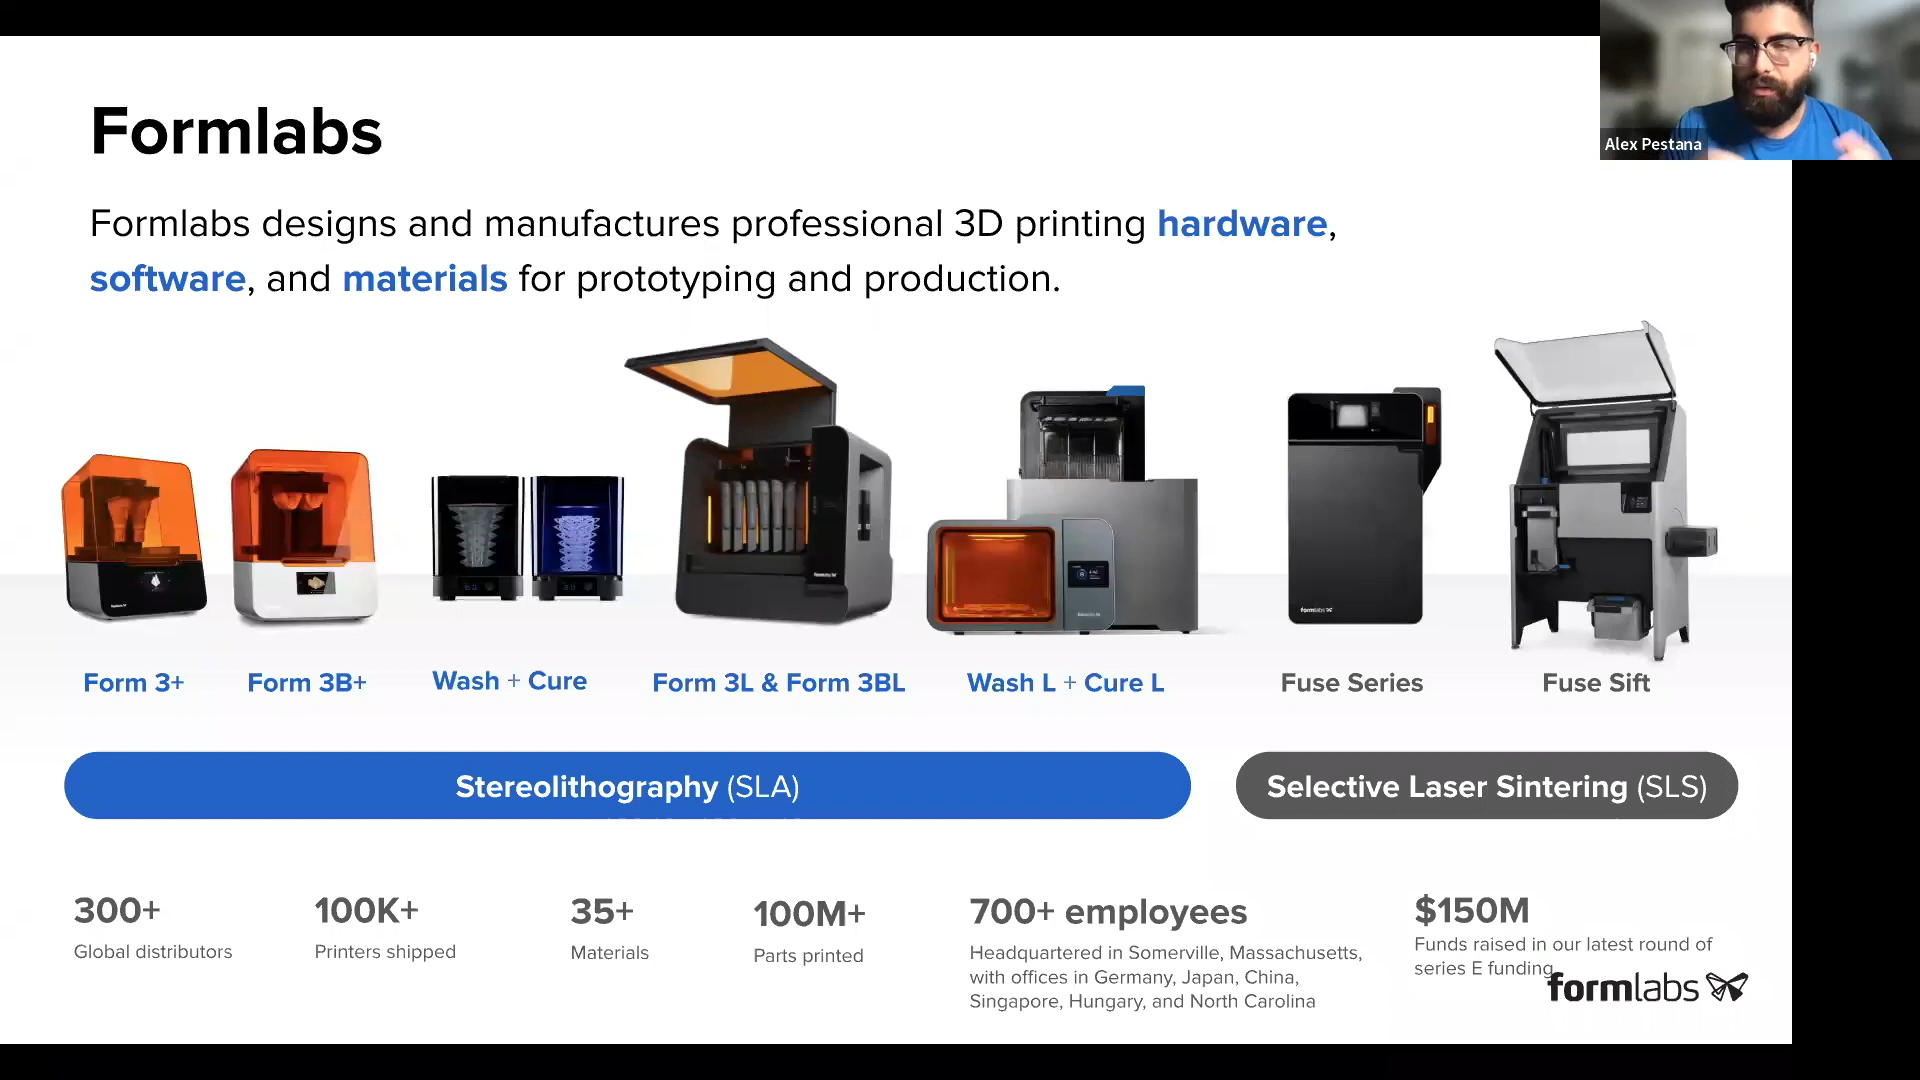 Alex Pestana
Formlabs
Formlabs designs and manufactures professional 3D printing hardware,
software, and materials for prototyping and production.
formlabs
Form 3+
Form 3B+
Wash + Cure
Form 3L & Form 3BL
Wash L + Cure L
Fuse Series
Fuse Sift
Stereolithography (SLA)
Selective Laser Sintering (SLS)
300+
Global distributors
100K+
Printers shipped
35+
Materials
100M+
Parts printed
700+ employees
Headquartered in Somerville, Massachusetts,
with offices in Germany, Japan, China,
Singapore, Hungary, and North Carolina
$150M
Funds raised in our latest round of
series E funding
formlabs